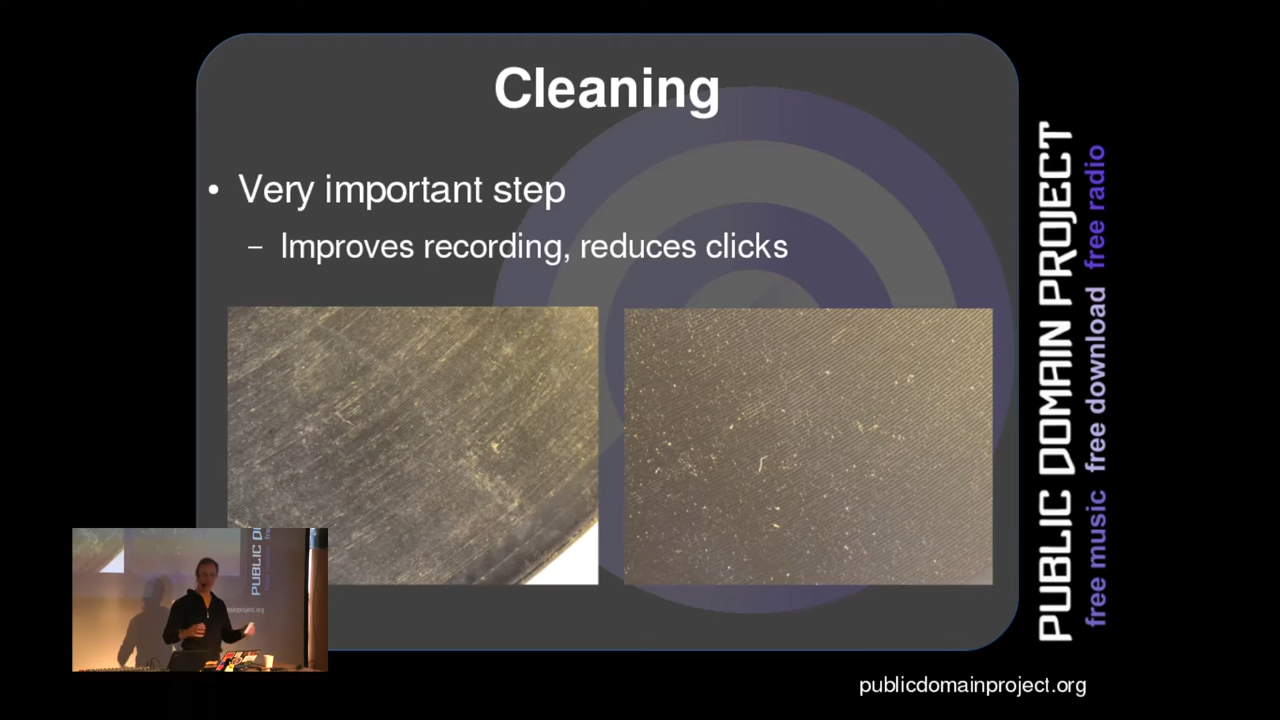 Cleaning
• Very important step
– Improves recording, reduces clicks
PUBLIC DOMAIN PROJECT
free music free download free radio
publicdomainproject.org
PUBLIC D